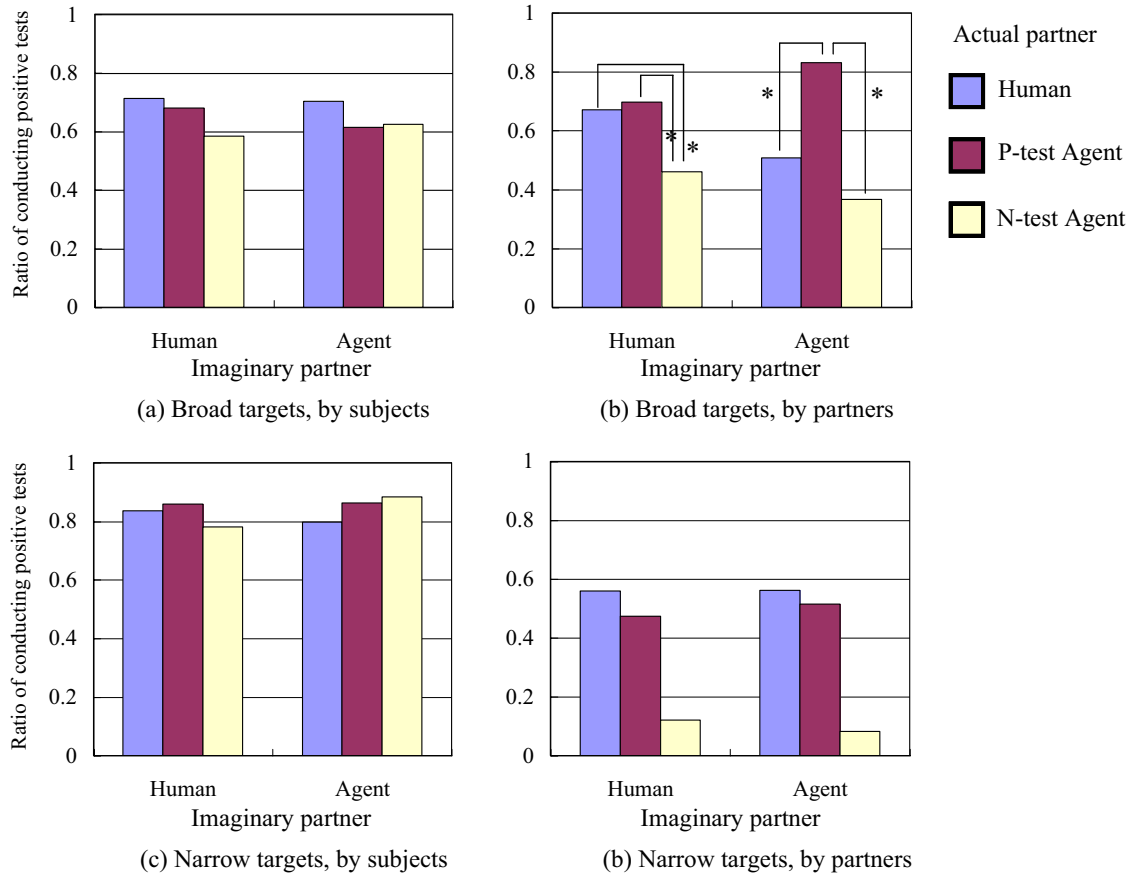 Ratio of conducting positive tests
1
0.8
0.6
0.4
0.2
0
Human
Agent
Imaginary partner
(a) Broad targets, by subjects
1
0.8
0.6
0.4
0.2
0
*
*
*
*
Human
Agent
Imaginary partner
(b) Broad targets, by partners
Actual partner
Human
P-test Agent
N-test Agent
Ratio of conducting positive tests
1
0.8
0.6
0.4
0.2
0
Human
Agent
Imaginary partner
(c) Narrow targets, by subjects
1
0.8
0.6
0.4
0.2
0
Human
Agent
Imaginary partner
(b) Narrow targets, by partners